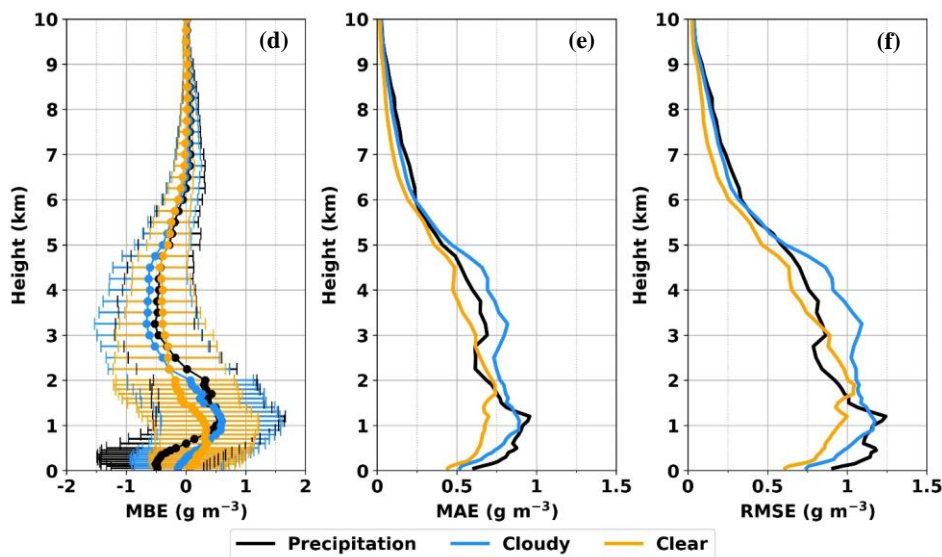 (d) (e) (f)
10 10 10
9 9 9
8 8 8
7 7 7
6 6 6
5 5 5
4 4 4
3 3 3
2 2 2
1 1 1
0 0 0
Height (km) Height (km) Height (km)
-2 -1 0 1 2 0 0.5 1 1.5 0 0.5 1 1.5
MBE (g m⁻³) MAE (g m⁻³) RMSE (g m⁻³)
Precipitation Cloudy Clear